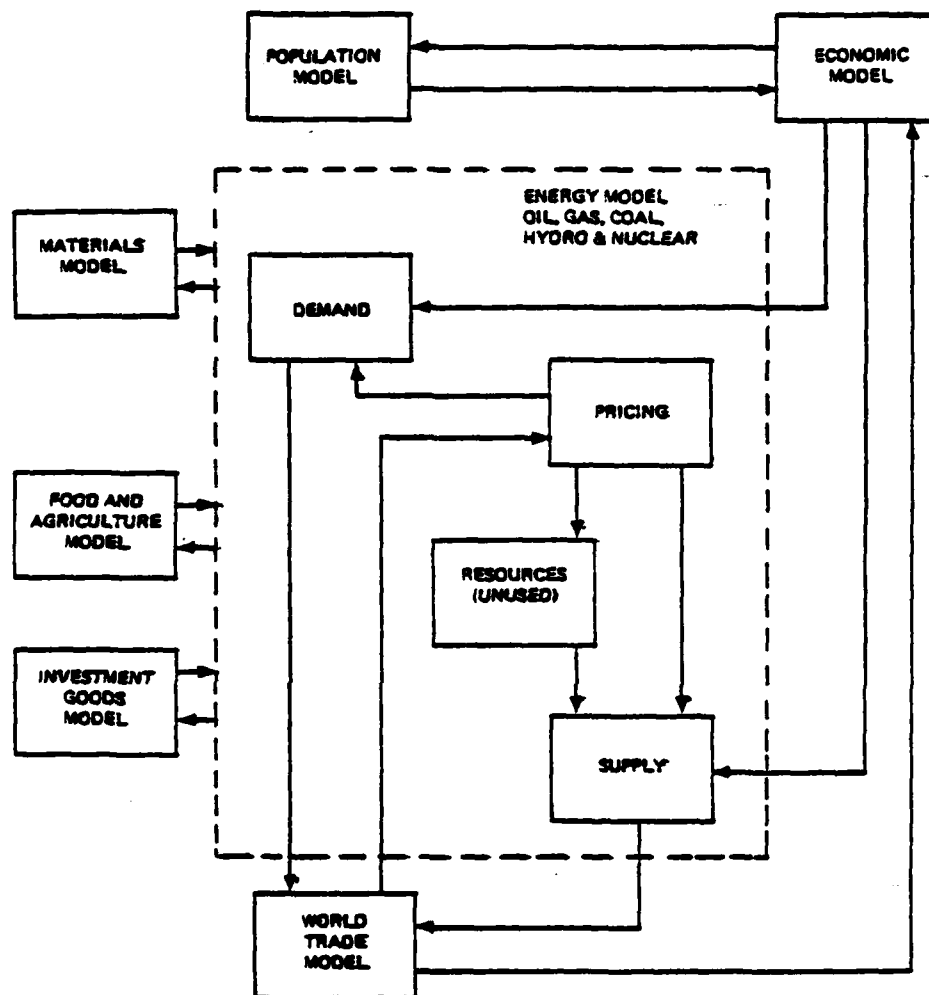 POPULATION
MODEL
ECONOMIC
MODEL
ENERGY MODEL
OIL, GAS, COAL,
HYDRO & NUCLEAR
MATERIALS
MODEL
DEMAND
PRICING
FOOD AND
AGRICULTURE
MODEL
RESOURCES
(UNUSED)
INVESTMENT
GOODS
MODEL
SUPPLY
WORLD
TRADE
MODEL